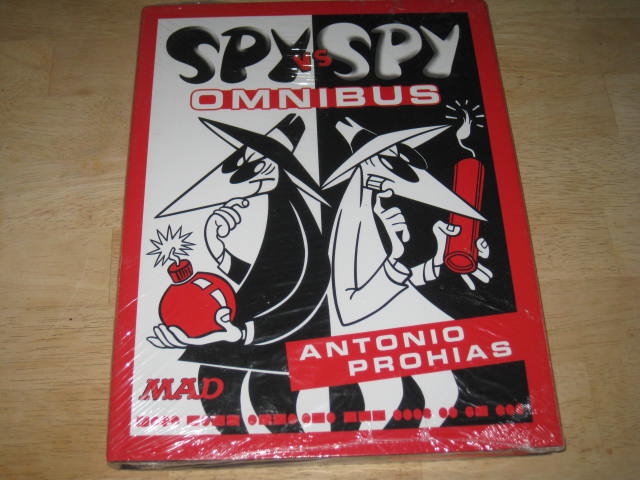 SPY vs SPY
OMNIBUS
ANTONIO
PROHIAS
MAD